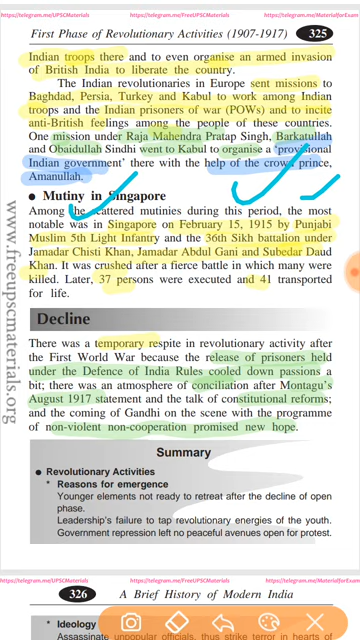 https://telegram.me/UPSCMaterials https://telegram.me/FreeUPSCMaterials https://telegram.me/MaterialforExam
First Phase of Revolutionary Activities (1907-1917) 325
Indian troops there and to even organise an armed invasion
of British India to liberate the country.
The Indian revolutionaries in Europe sent missions to
Baghdad, Persia, Turkey and Kabul to work among Indian
troops and the Indian prisoners of war (POWs) and to incite
anti-British feelings among the people of these countries.
One mission under Raja Mahendra Pratap Singh, Barkatullah
and Obaidullah Sindhi went to Kabul to organise a ‘provisional
Indian government’ there with the help of the crown prince,
Amanullah.
● Mutiny in Singapore
Among the scattered mutinies during this period, the most
notable was in Singapore on February 15, 1915 by Punjabi
Muslim 5th Light Infantry and the 36th Sikh battalion under
Jamadar Chisti Khan, Jamadar Abdul Gani and Subedar Daud
Khan. It was crushed after a fierce battle in which many were
killed. Later, 37 persons were executed and 41 transported
for life.
www.freeupscmaterials.org
Decline
There was a temporary respite in revolutionary activity after
the First World War because the release of prisoners held
under the Defence of India Rules cooled down passions a
bit; there was an atmosphere of conciliation after Montagu's
August 1917 statement and the talk of constitutional reforms;
and the coming of Gandhi on the scene with the programme
of non-violent non-cooperation promised new hope.
Summary
● Revolutionary Activities
* Reasons for emergence
Younger elements not ready to retreat after the decline of open
phase.
Leadership's failure to tap revolutionary energies of the youth.
Government repression left no peaceful avenues open for protest.
https://telegram.me/UPSCMaterials https://telegram.me/FreeUPSCMaterials https://telegram.me/MaterialforExam
326 A Brief History of Modern India
* Ideology
Assassinate unpopular officials, thus strike terror in hearts of